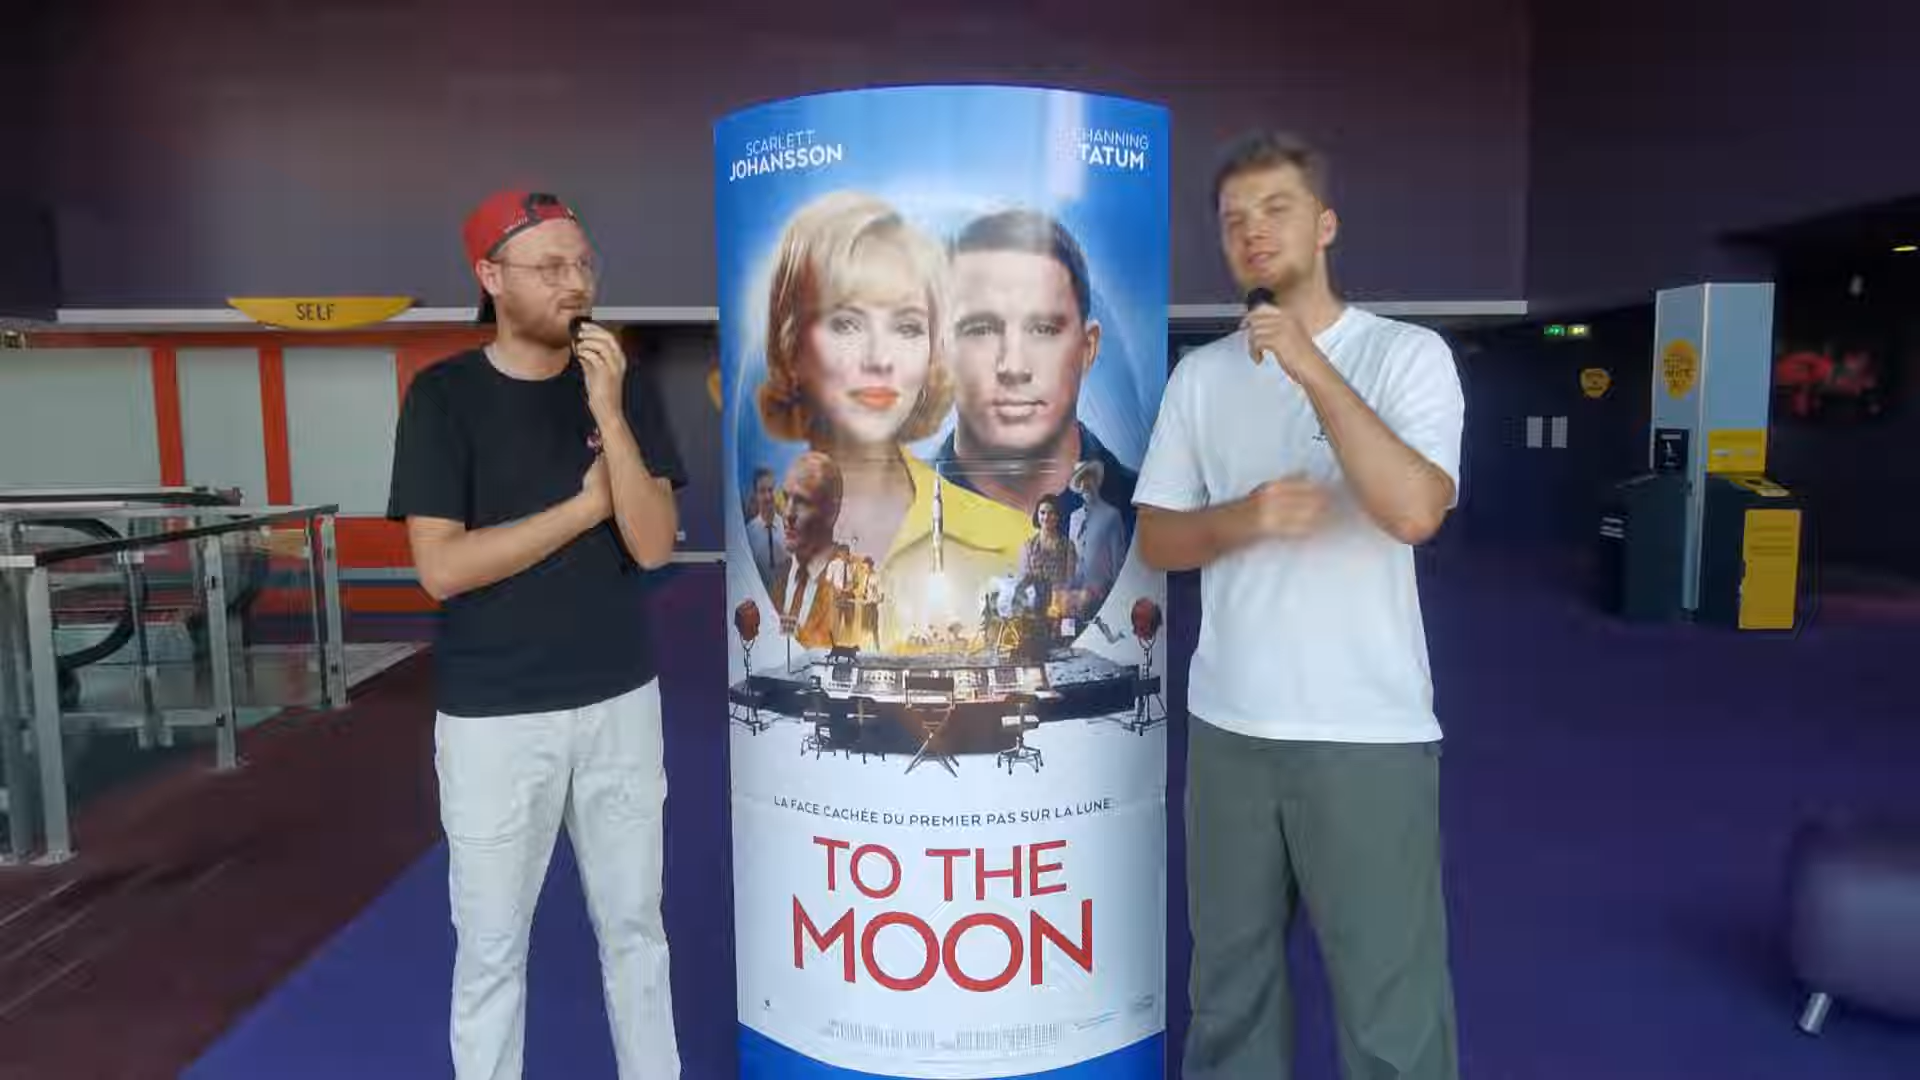 SCARLETT
JOHANSSON
CHANNING
TATUM
SELF
LA FACE CACHÉE DU PREMIER PAS SUR LA LUNE
TO THE
MOON